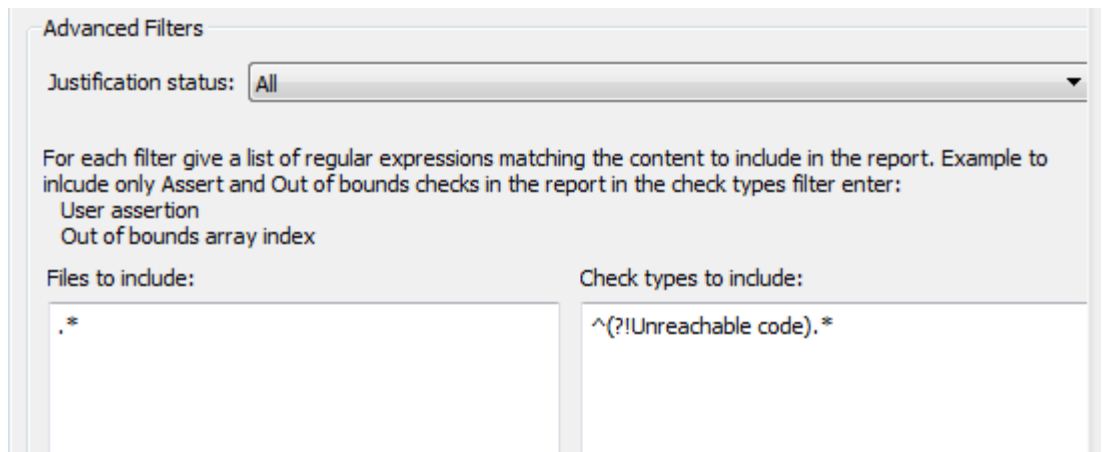 Advanced Filters
Justification status: All
For each filter give a list of regular expressions matching the content to include in the report. Example to
inlcude only Assert and Out of bounds checks in the report in the check types filter enter:
User assertion
Out of bounds array index
Files to include: Check types to include:
.* ^(?!Unreachable code).*